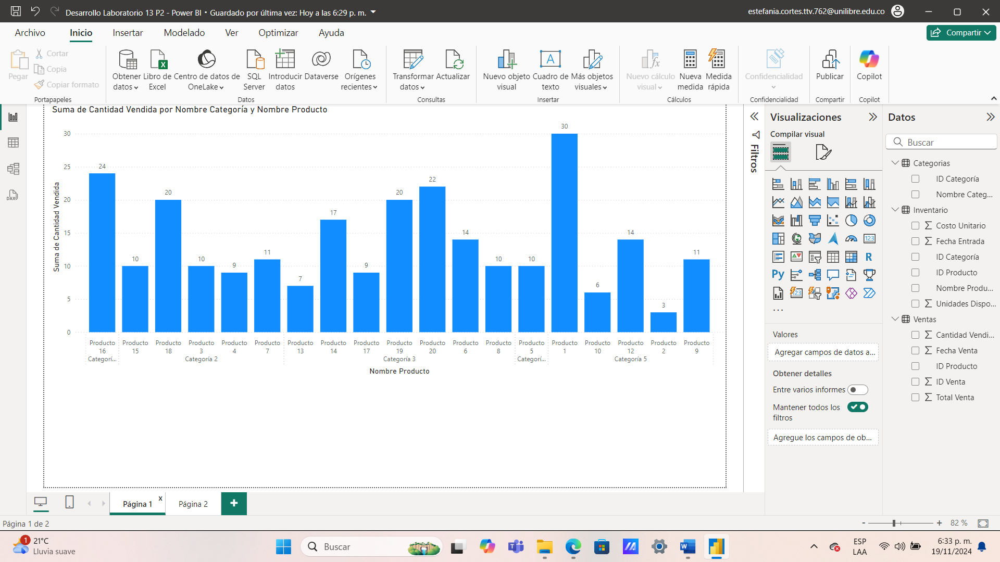 Desarrollo Laboratorio 13 P2 - Power BI • Guardado por última vez: Hoy a las 6:29 p. m.
estefania.cortes.ttv.762@unilibre.edu.co
Archivo Inicio Insertar Modelado Ver Optimizar Ayuda
Compartir
Pegar
Cortar
Copia
Copiar formato
Portapapeles
Obtener datos
Libro de Excel
Centro de datos de OneLake
SQL Server
Introducir datos
Dataverse
Orígenes recientes
Datos
Transformar datos
Actualizar
Consultas
Nuevo objeto visual
Cuadro de texto
Más objetos visuales
Insertar
Nuevo cálculo visual
Nueva medida
Medida rápida
Cálculos
Confidencialidad
Confidencialidad
Publicar
Compartir
Copilot
Copilot
Suma de Cantidad Vendida por Nombre Categoría y Nombre Producto
Suma de Cantidad Vendida
30
25
20
15
10
5
0
24 10 20 10 9 11 7 17 9 20 22 14 10 10 30 6 14 3 11
Producto 16
Producto 15
Producto 18
Producto 3
Producto 4
Producto 7
Producto 13
Producto 14
Producto 17
Producto 19
Producto 20
Producto 6
Producto 8
Producto 5
Producto 1
Producto 10
Producto 12
Producto 2
Producto 9
Categorí... Categoría 2 Categoría 3 Categorí... Categoría 5
Nombre Producto
Filtros
Visualizaciones
Compilar visual
123
R
Py
123
...
Valores
Agregar campos de datos a...
Obtener detalles
Entre varios informes
Mantener todos los filtros
Agregue los campos de ob...
Datos
Buscar
Categorias
ID Categoría
Nombre Categ...
Inventario
Costo Unitario
Fecha Entrada
ID Categoría
ID Producto
Nombre Produ...
Unidades Dispo...
Ventas
Cantidad Vendi...
Fecha Venta
ID Producto
ID Venta
Total Venta
DAX
Página 1
x
Página 2
+
Página 1 de 2
- + 82 %
1
21°C
Lluvia suave
Buscar
ESP
LAA
6:33 p. m.
19/11/2024